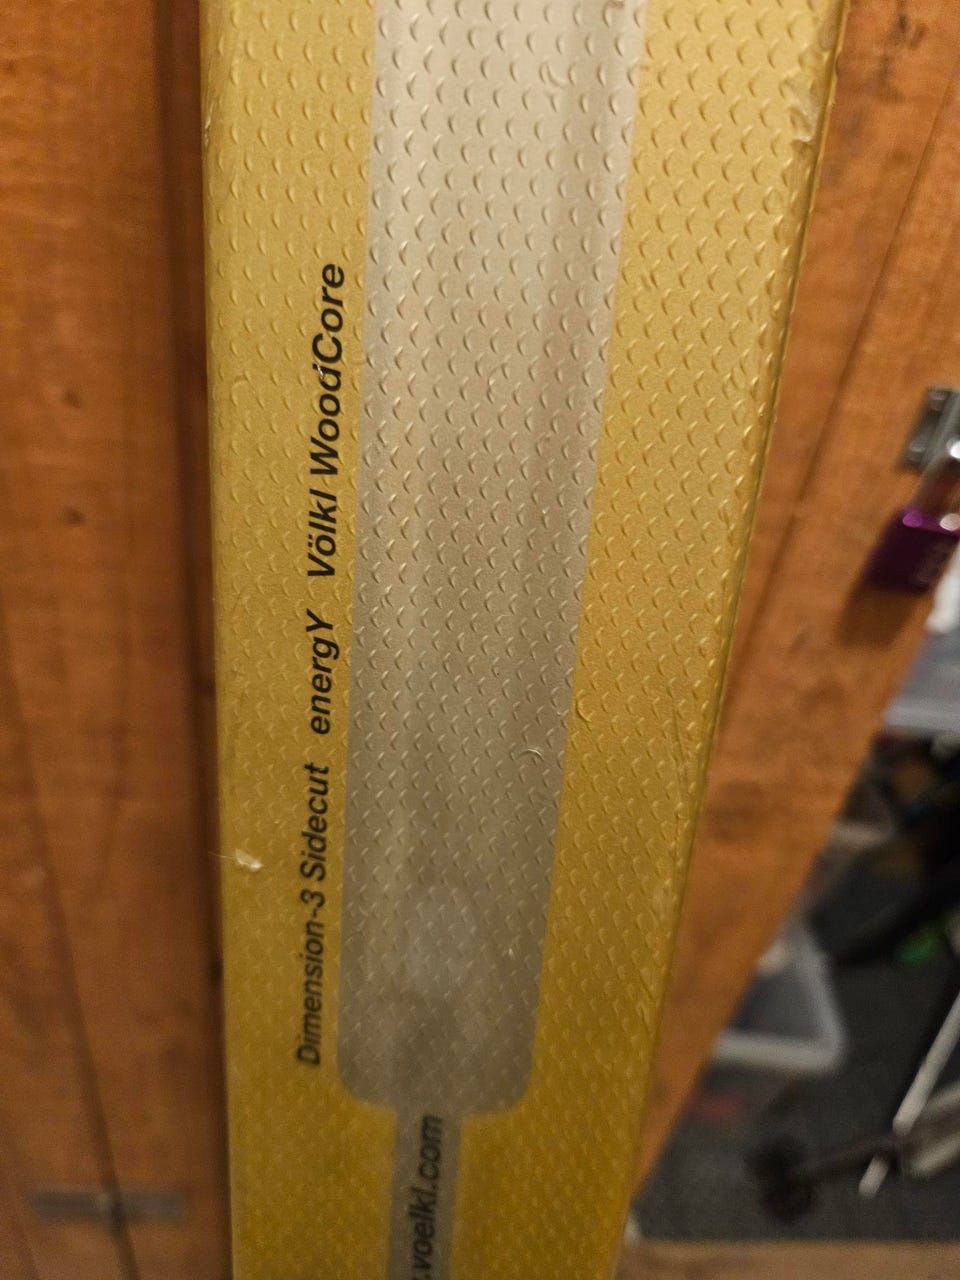 Dimension-3 Sidecut energY Völkl WoodCore
.voelkl.com